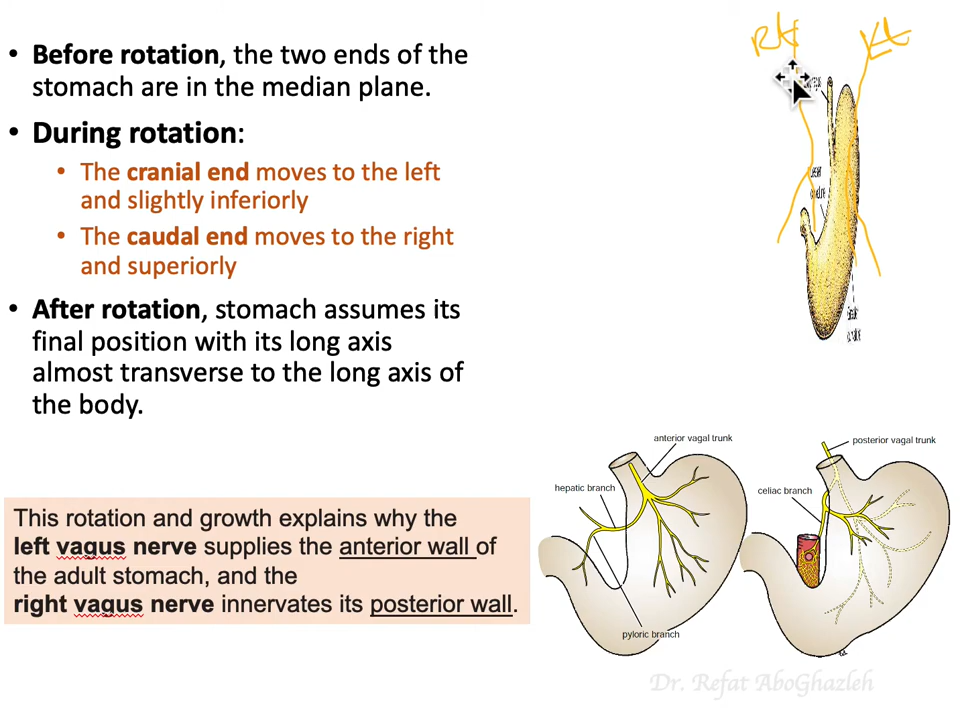 • Before rotation, the two ends of the
stomach are in the median plane.
• During rotation:
• The cranial end moves to the left
and slightly inferiorly
• The caudal end moves to the right
and superiorly
• After rotation, stomach assumes its
final position with its long axis
almost transverse to the long axis of
the body.
This rotation and growth explains why the
left vagus nerve supplies the anterior wall of
the adult stomach, and the
right vagus nerve innervates its posterior wall.
Rt
Lt
anterior vagal trunk
hepatic branch
pyloric branch
posterior vagal trunk
celiac branch
Dr. Refat AboGhazleh